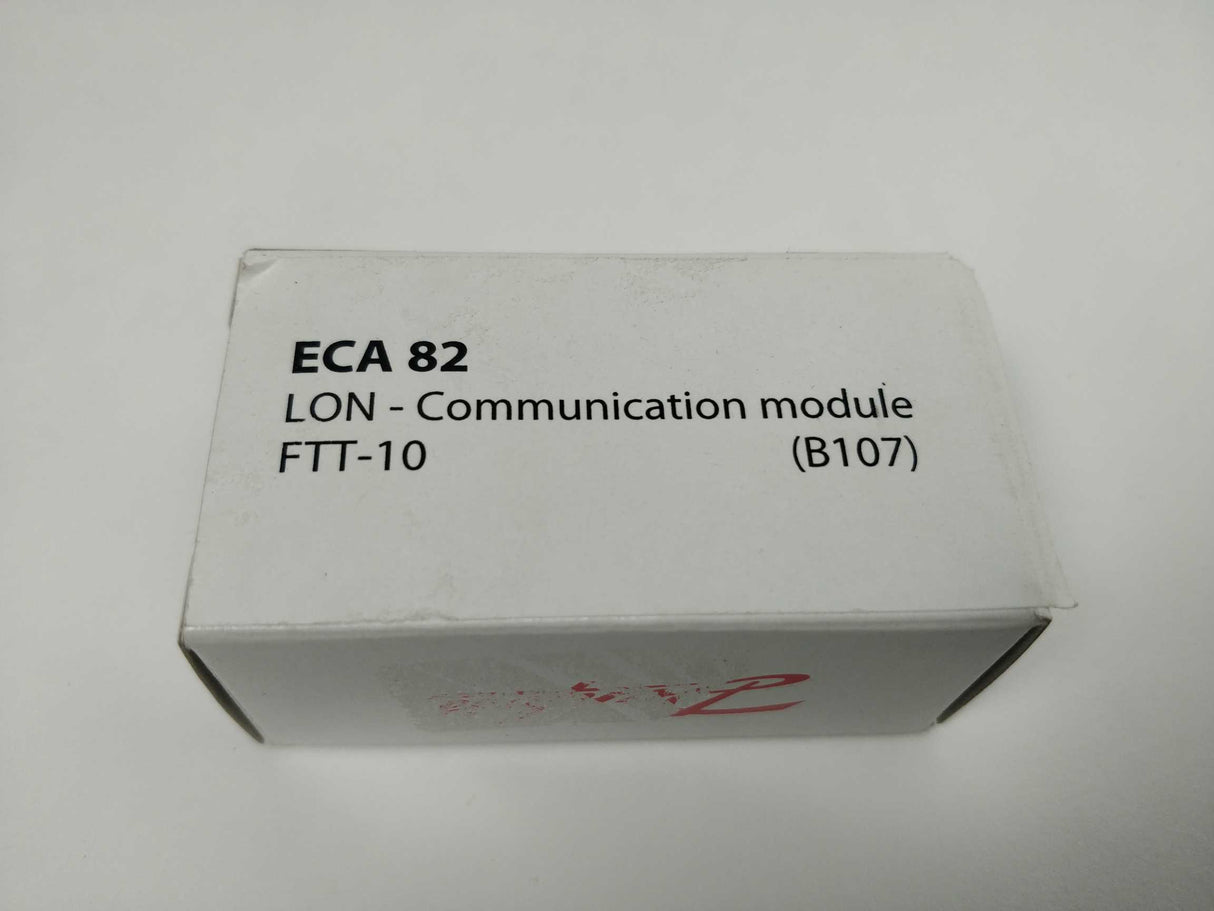 ECA 82
LON - Communication module
FTT-10 (B107)